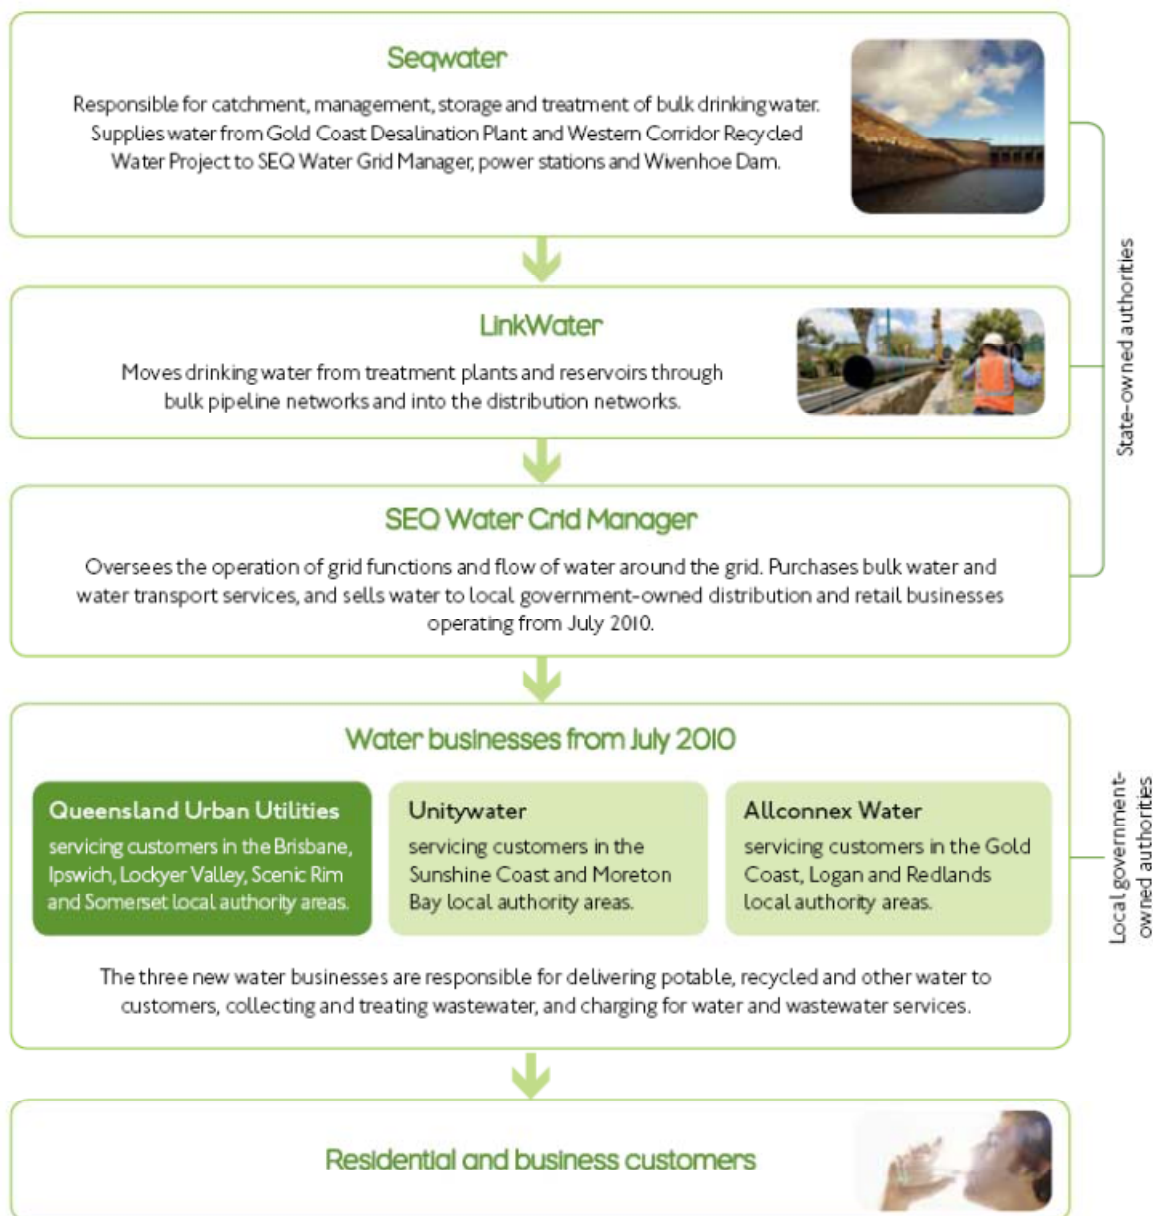 Seqwater
Responsible for catchment, management, storage and treatment of bulk drinking water.
Supplies water from Gold Coast Desalination Plant and Western Corridor Recycled
Water Project to SEQ Water Grid Manager, power stations and Wivenhoe Dam.
LinkWater
Moves drinking water from treatment plants and reservoirs through
bulk pipeline networks and into the distribution networks.
SEQ Water Grid Manager
Oversees the operation of grid functions and flow of water around the grid. Purchases bulk water and
water transport services, and sells water to local government-owned distribution and retail businesses
operating from July 2010.
State-owned authorities
Water businesses from July 2010
Queensland Urban Utilities
servicing customers in the Brisbane,
Ipswich, Lockyer Valley, Scenic Rim
and Somerset local authority areas.
Unitywater
servicing customers in the
Sunshine Coast and Moreton
Bay local authority areas.
Allconnex Water
servicing customers in the Gold
Coast, Logan and Redlands
local authority areas.
The three new water businesses are responsible for delivering potable, recycled and other water to
customers, collecting and treating wastewater, and charging for water and wastewater services.
Local government-
owned authorities
Residential and business customers